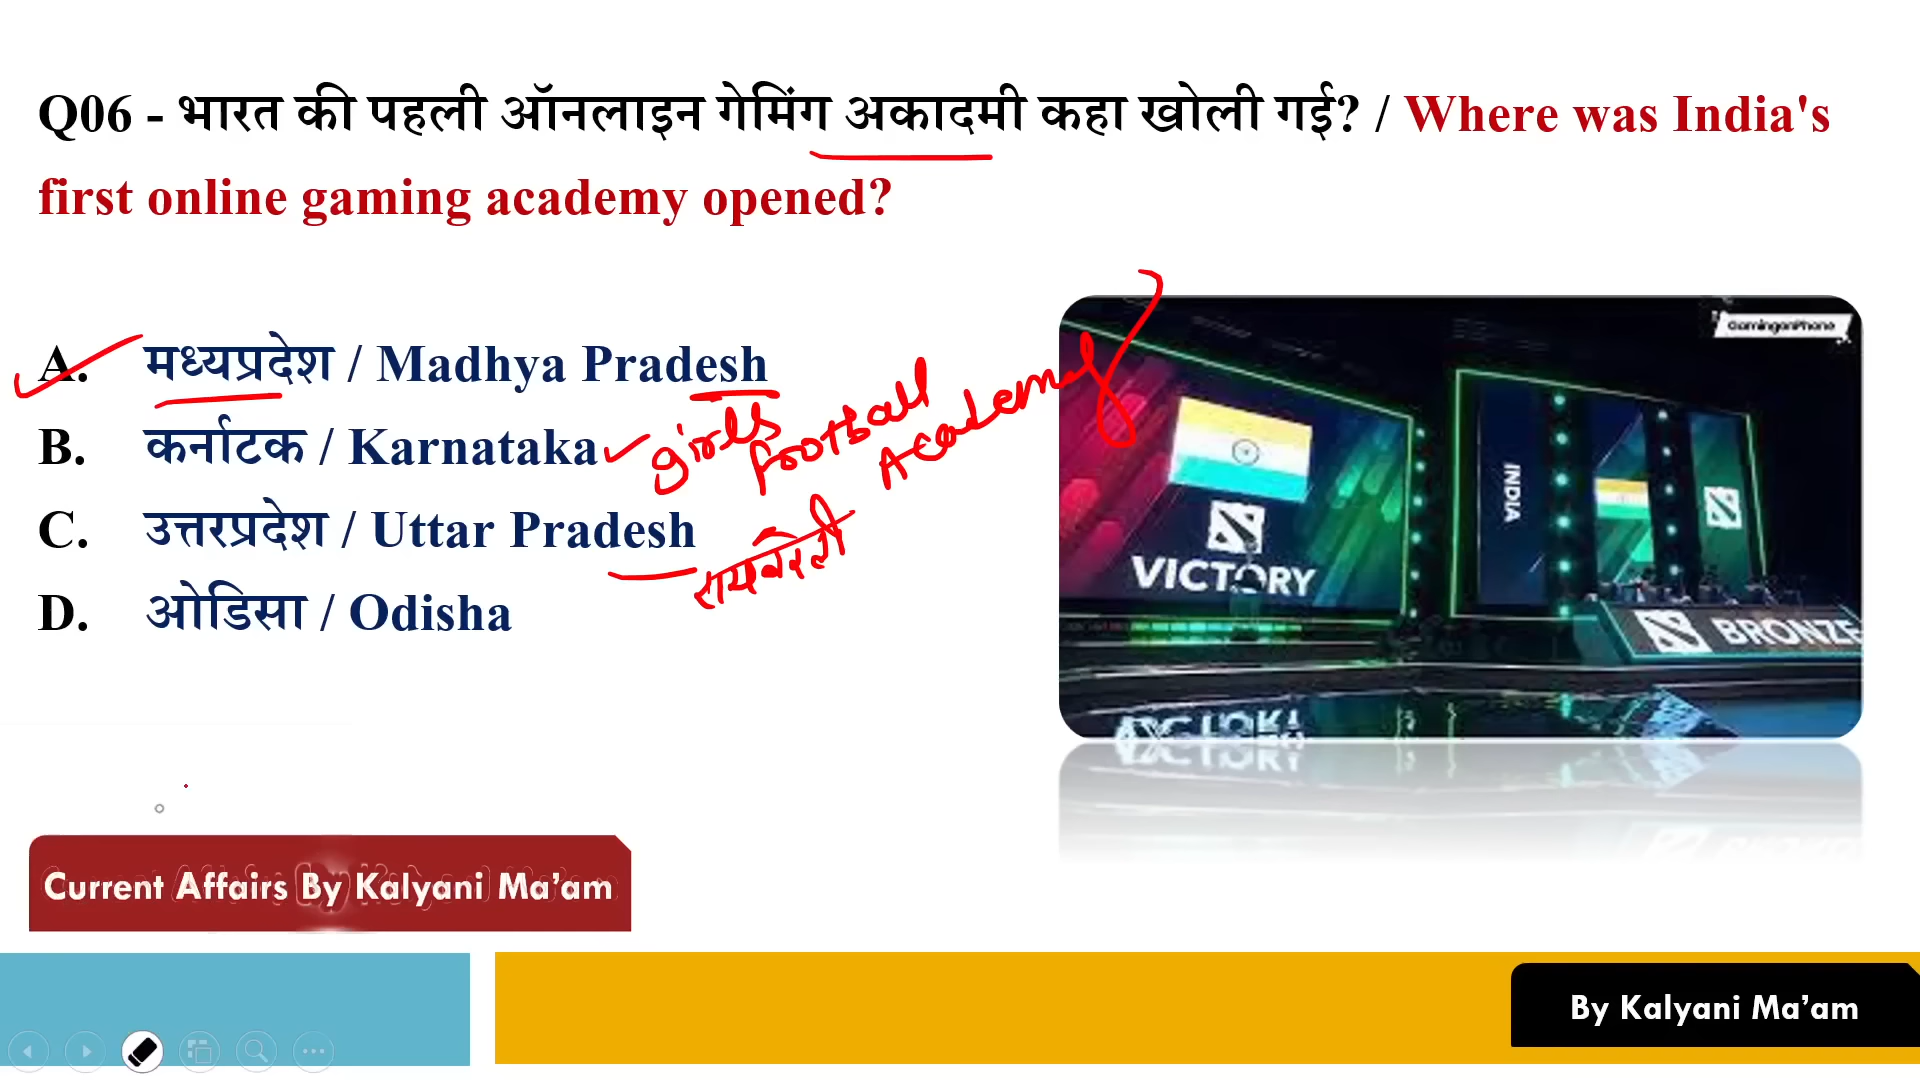 Q06 - भारत की पहली ऑनलाइन गेमिंग अकादमी कहा खोली गई? / Where was India's
first online gaming academy opened?
A. मध्यप्रदेश / Madhya Pradesh
B. कर्नाटक / Karnataka
girls football Academy
C. उत्तरप्रदेश / Uttar Pradesh
रायबरेली
D. ओडिसा / Odisha
GamingonPhone
VICTORY
INDIA
BRONZE
Current Affairs By Kalyani Ma’am
By Kalyani Ma’am